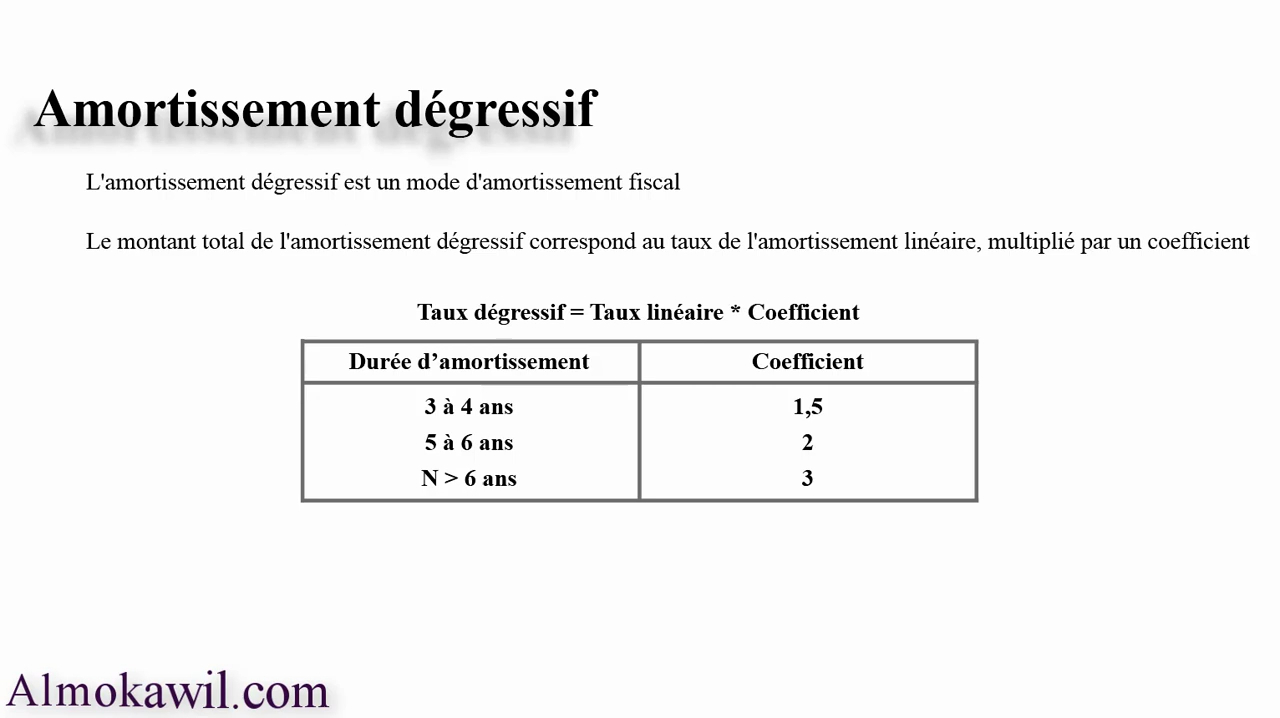 Amortissement dégressif
L'amortissement dégressif est un mode d'amortissement fiscal
Le montant total de l'amortissement dégressif correspond au taux de l'amortissement linéaire, multiplié par un coefficient
Taux dégressif = Taux linéaire * Coefficient
Durée d’amortissement Coefficient
3 à 4 ans 1,5
5 à 6 ans 2
N > 6 ans 3
Almokawil.com